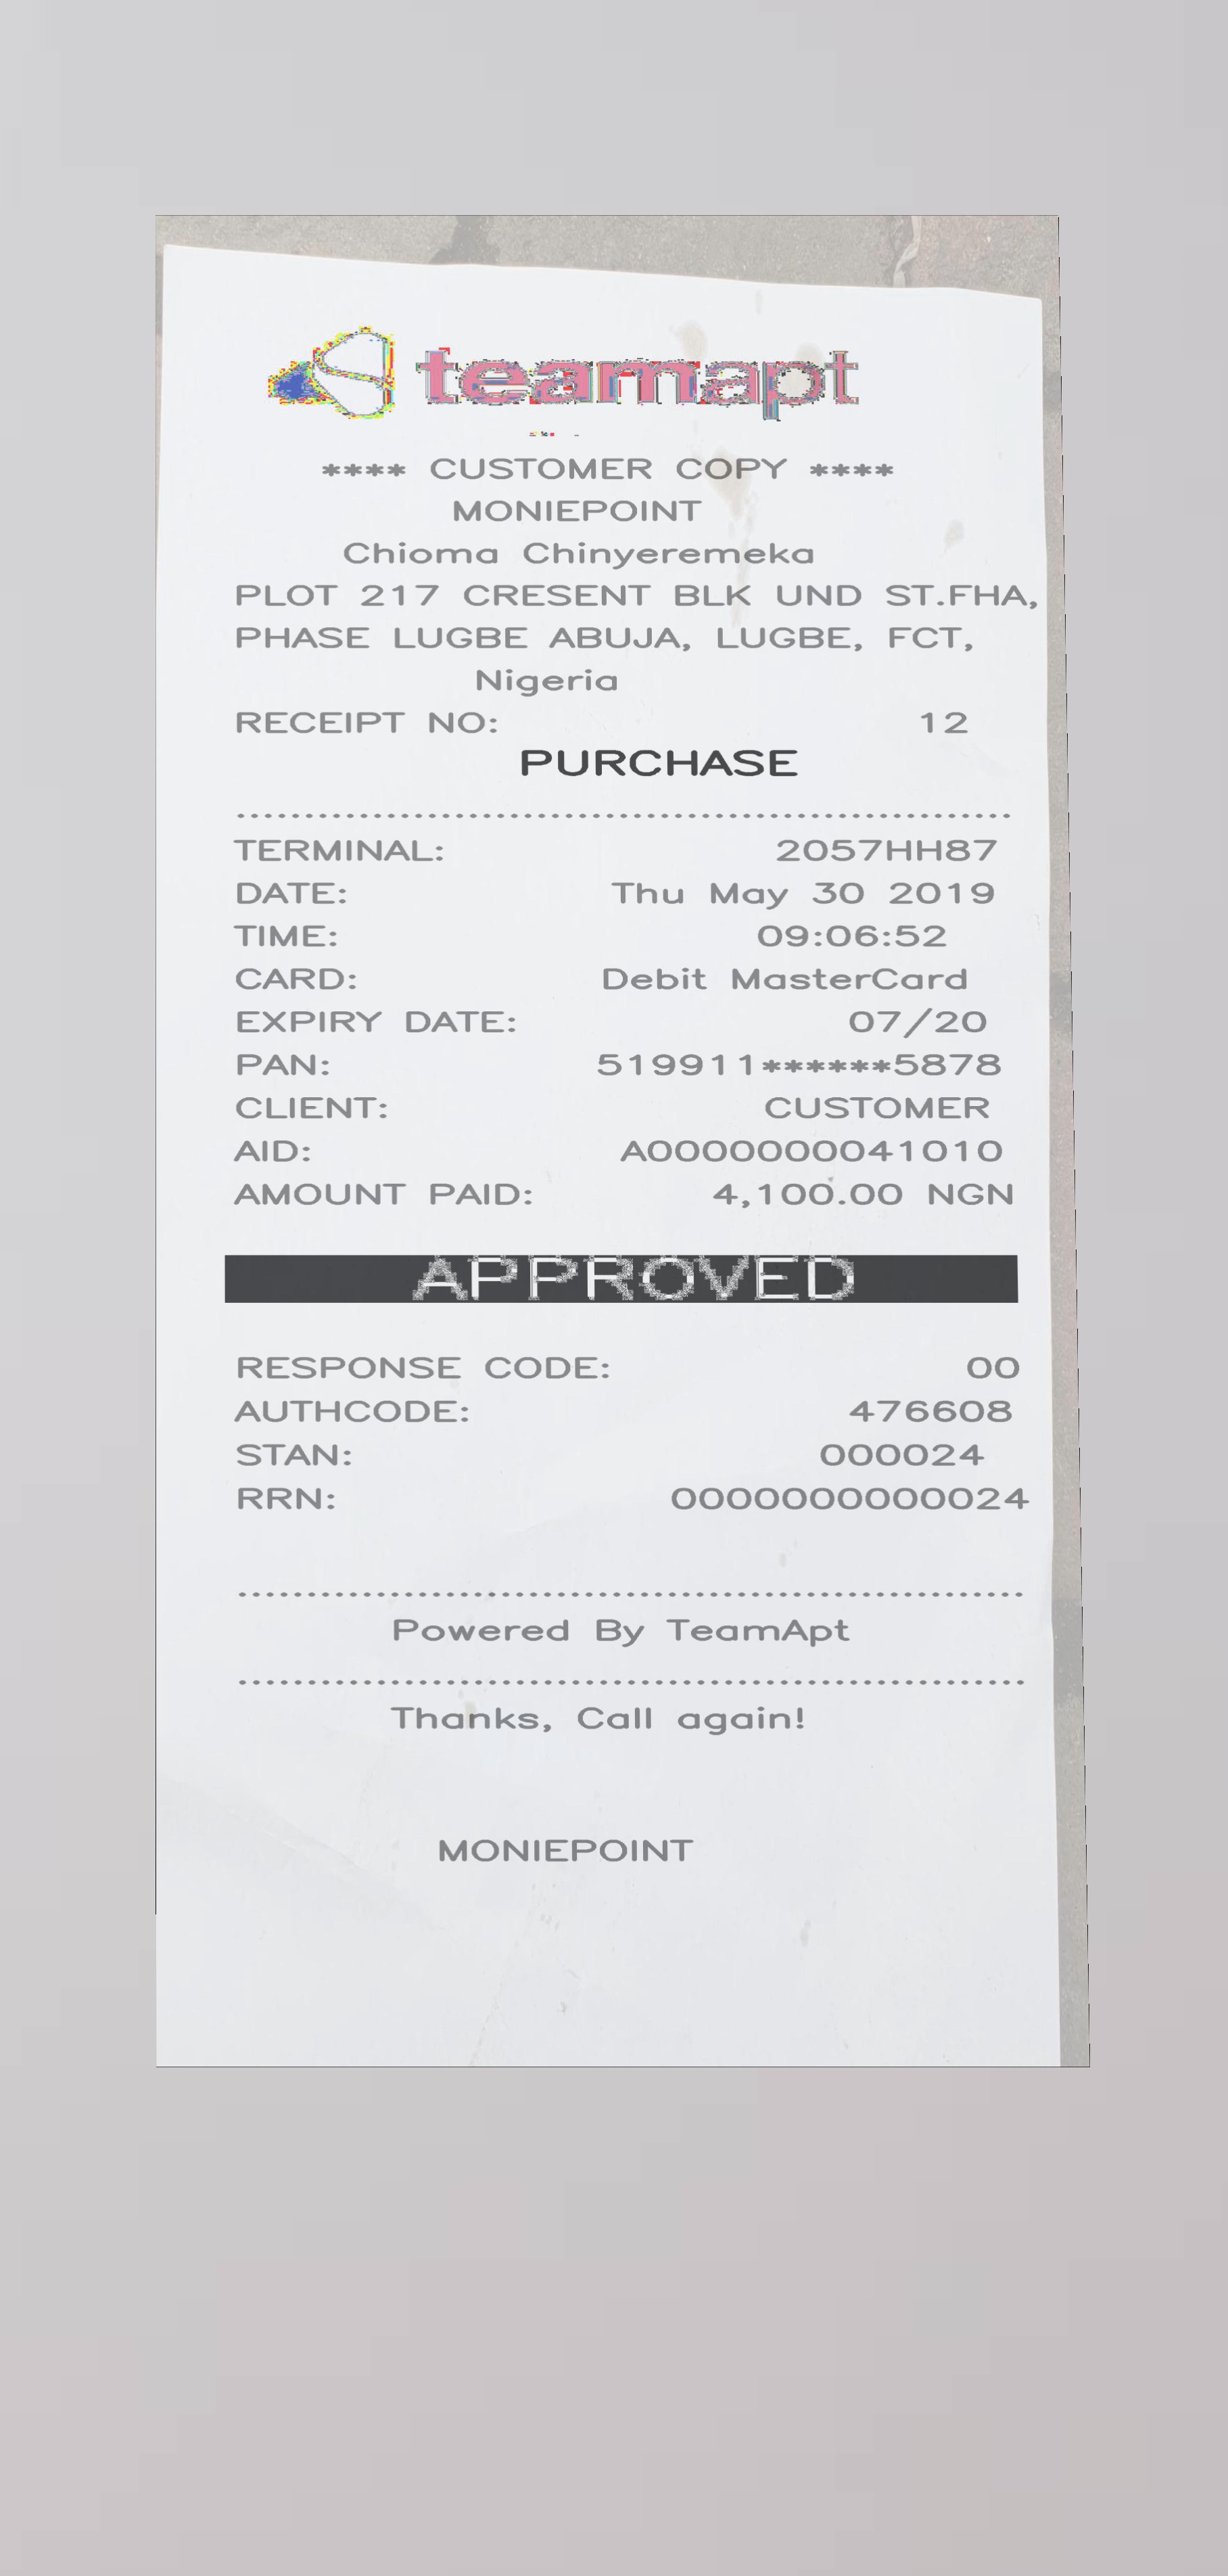 teamapt
**** CUSTOMER COPY ****
MONIEPOINT
Chioma Chinyeremeka
PLOT 217 CRESENT BLK UND ST.FHA,
PHASE LUGBE ABUJA, LUGBE, FCT,
Nigeria
RECEIPT NO: 12
PURCHASE
TERMINAL: 2057HH87
DATE: Thu May 30 2019
TIME: 09:06:52
CARD: Debit MasterCard
EXPIRY DATE: 07/20
PAN: 519911******5878
CLIENT: CUSTOMER
AID: A0000000041010
AMOUNT PAID: 4,100.00 NGN
APPROVED
RESPONSE CODE: 00
AUTHCODE: 476608
STAN: 000024
RRN: 0000000000024
Powered By TeamApt
Thanks, Call again!
MONIEPOINT